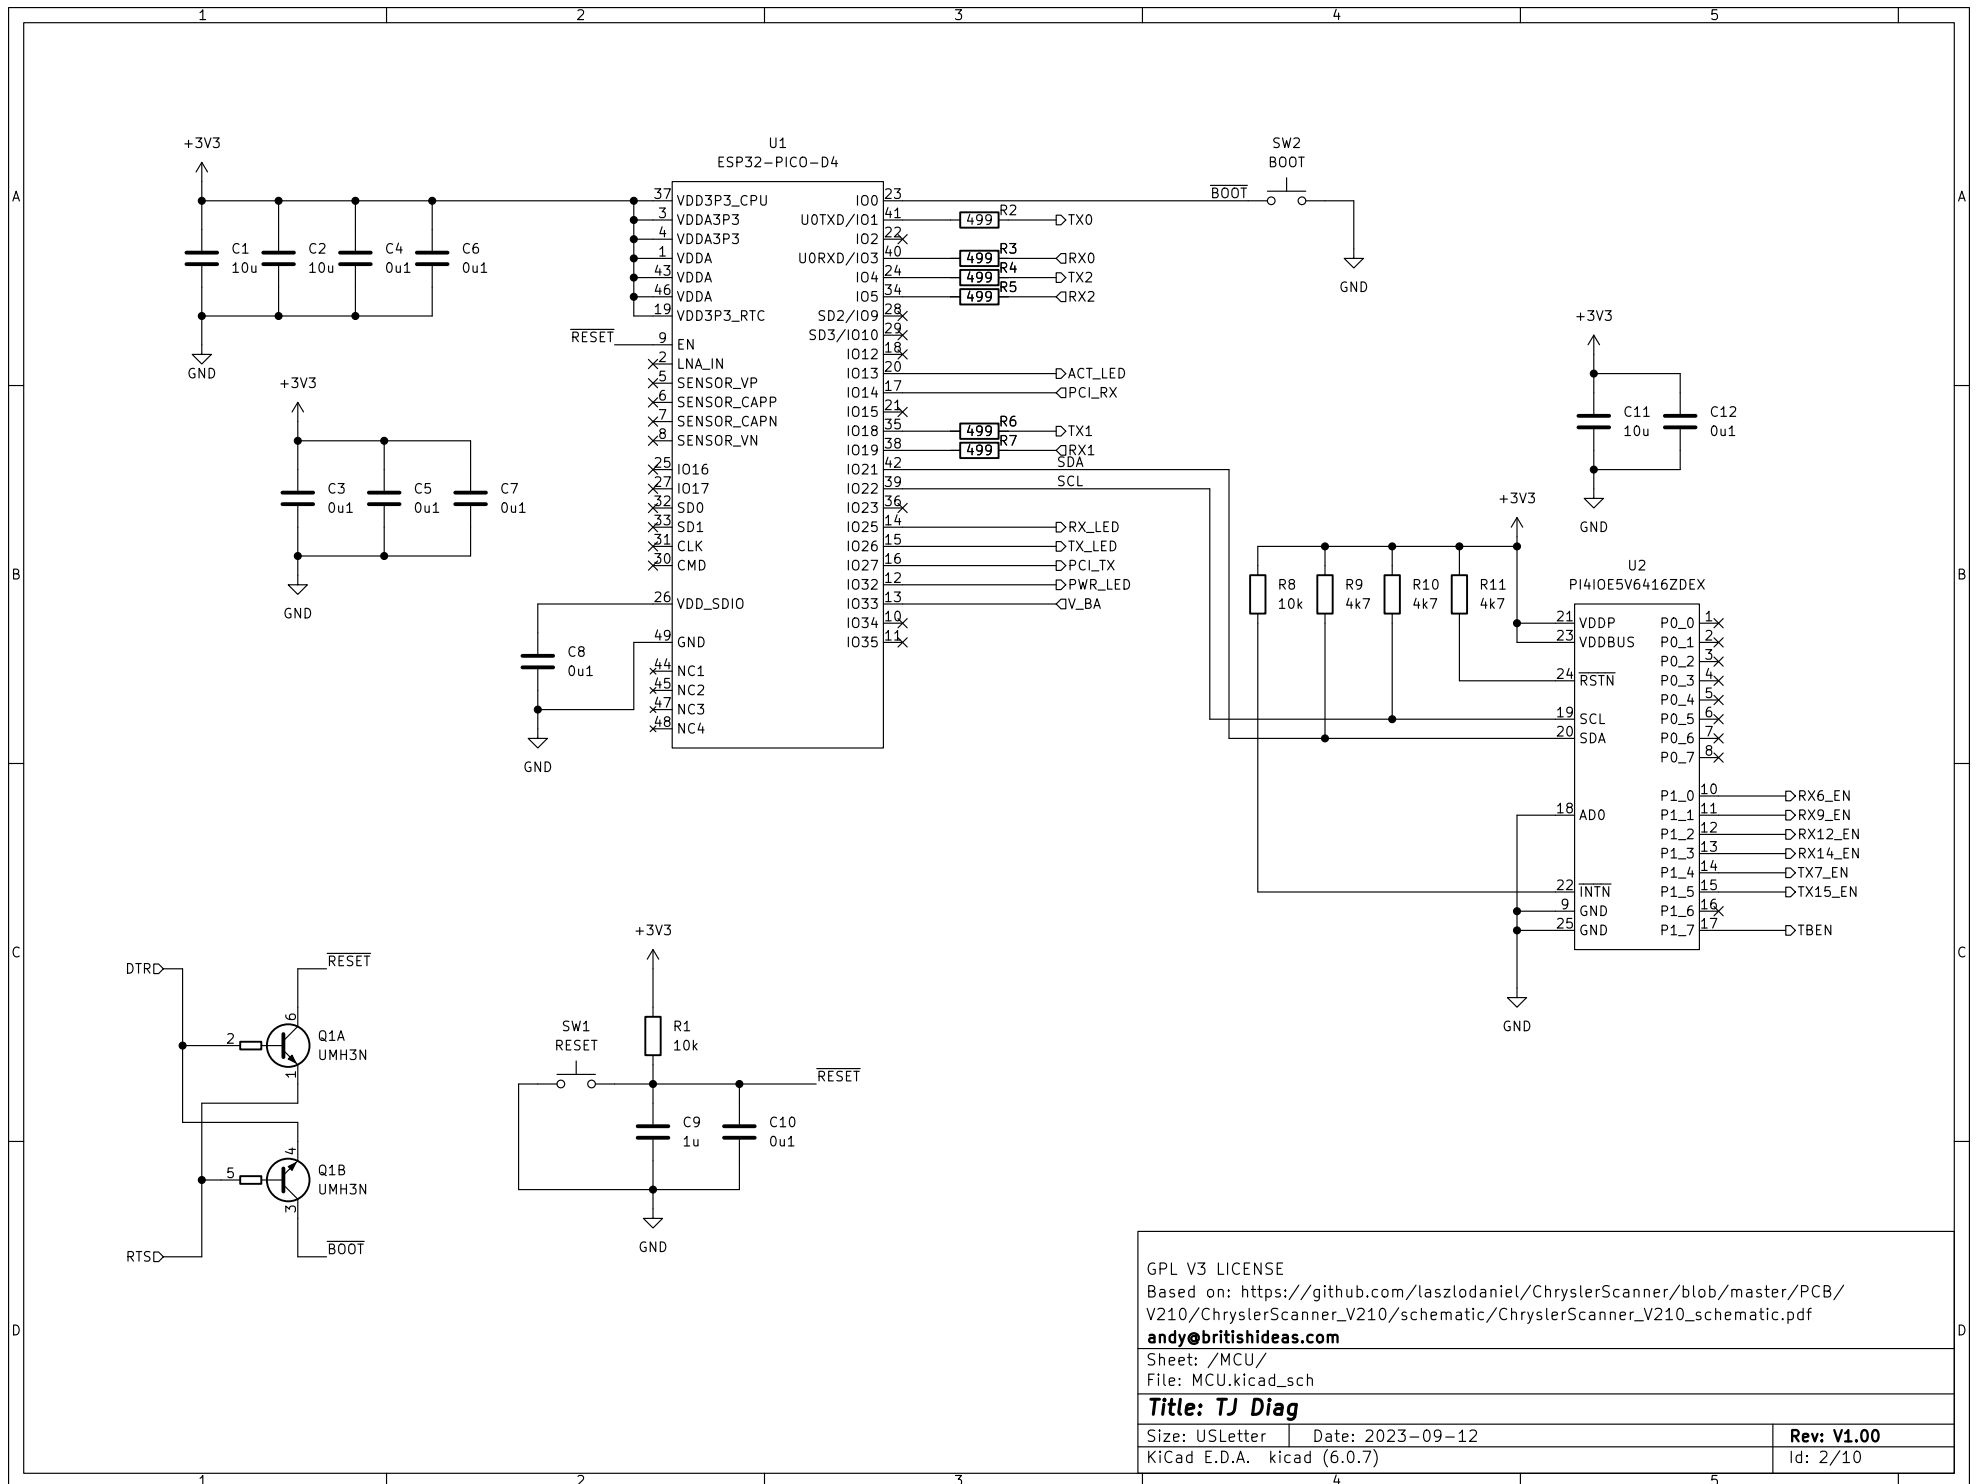 1 2 3 4 5
A A
B B
C C
D D
+3V3
C1
10u
C2
10u
C4
0u1
C6
0u1
GND
+3V3
C3
0u1
C5
0u1
C7
0u1
GND
U1
ESP32-PICO-D4
37 VDD3P3_CPU
3 VDDA3P3
4 VDDA3P3
1 VDDA
43 VDDA
46 VDDA
19 VDD3P3_RTC
RESET 9 EN
2 LNA_IN
5 SENSOR_VP
6 SENSOR_CAPP
7 SENSOR_CAPN
8 SENSOR_VN
25 IO16
27 IO17
32 SD0
33 SD1
31 CLK
30 CMD
26 VDD_SDIO
49 GND
44 NC1
45 NC2
47 NC3
48 NC4
C8
0u1
GND
IO0 23
U0TXD/IO1 41 499 R2 TX0
IO2 22
U0RXD/IO3 40 499 R3 RX0
IO4 24 499 R4 TX2
IO5 34 499 R5 RX2
SD2/IO9 28
SD3/IO10 29
IO12 18
IO13 20 ACT_LED
IO14 17 PCI_RX
IO15 21
IO18 35 499 R6 TX1
IO19 38 499 R7 RX1
IO21 42 SDA
IO22 39 SCL
IO23 36
IO25 14 RX_LED
IO26 15 TX_LED
IO27 16 PCI_TX
IO32 12 PWR_LED
IO33 13 V_BA
IO34 10
IO35 11
SW2
BOOT
BOOT
GND
+3V3
C11
10u
C12
0u1
GND
+3V3
R8
10k
R9
4k7
R10
4k7
R11
4k7
U2
PI4IOE5V6416ZDEX
21 VDDP
23 VDDBUS
24 RSTN
19 SCL
20 SDA
18 AD0
22 INTN
9 GND
25 GND
P0_0 1
P0_1 2
P0_2 3
P0_3 4
P0_4 5
P0_5 6
P0_6 7
P0_7 8
P1_0 10 RX6_EN
P1_1 11 RX9_EN
P1_2 12 RX12_EN
P1_3 13 RX14_EN
P1_4 14 TX7_EN
P1_5 15 TX15_EN
P1_6 16
P1_7 17 TBEN
GND
DTR
RESET
6
2
Q1A
UMH3N
1
4
5
Q1B
UMH3N
3
RTS
BOOT
+3V3
SW1
RESET
R1
10k
RESET
C9
1u
C10
0u1
GND
GPL V3 LICENSE
Based on: https://github.com/laszlodaniel/ChryslerScanner/blob/master/PCB/
V210/ChryslerScanner_V210/schematic/ChryslerScanner_V210_schematic.pdf
andy@britishideas.com
Sheet: /MCU/
File: MCU.kicad_sch
Title: TJ Diag
Size: USLetter Date: 2023-09-12 Rev: V1.00
KiCad E.D.A. kicad (6.0.7) Id: 2/10
1 2 3 4 5